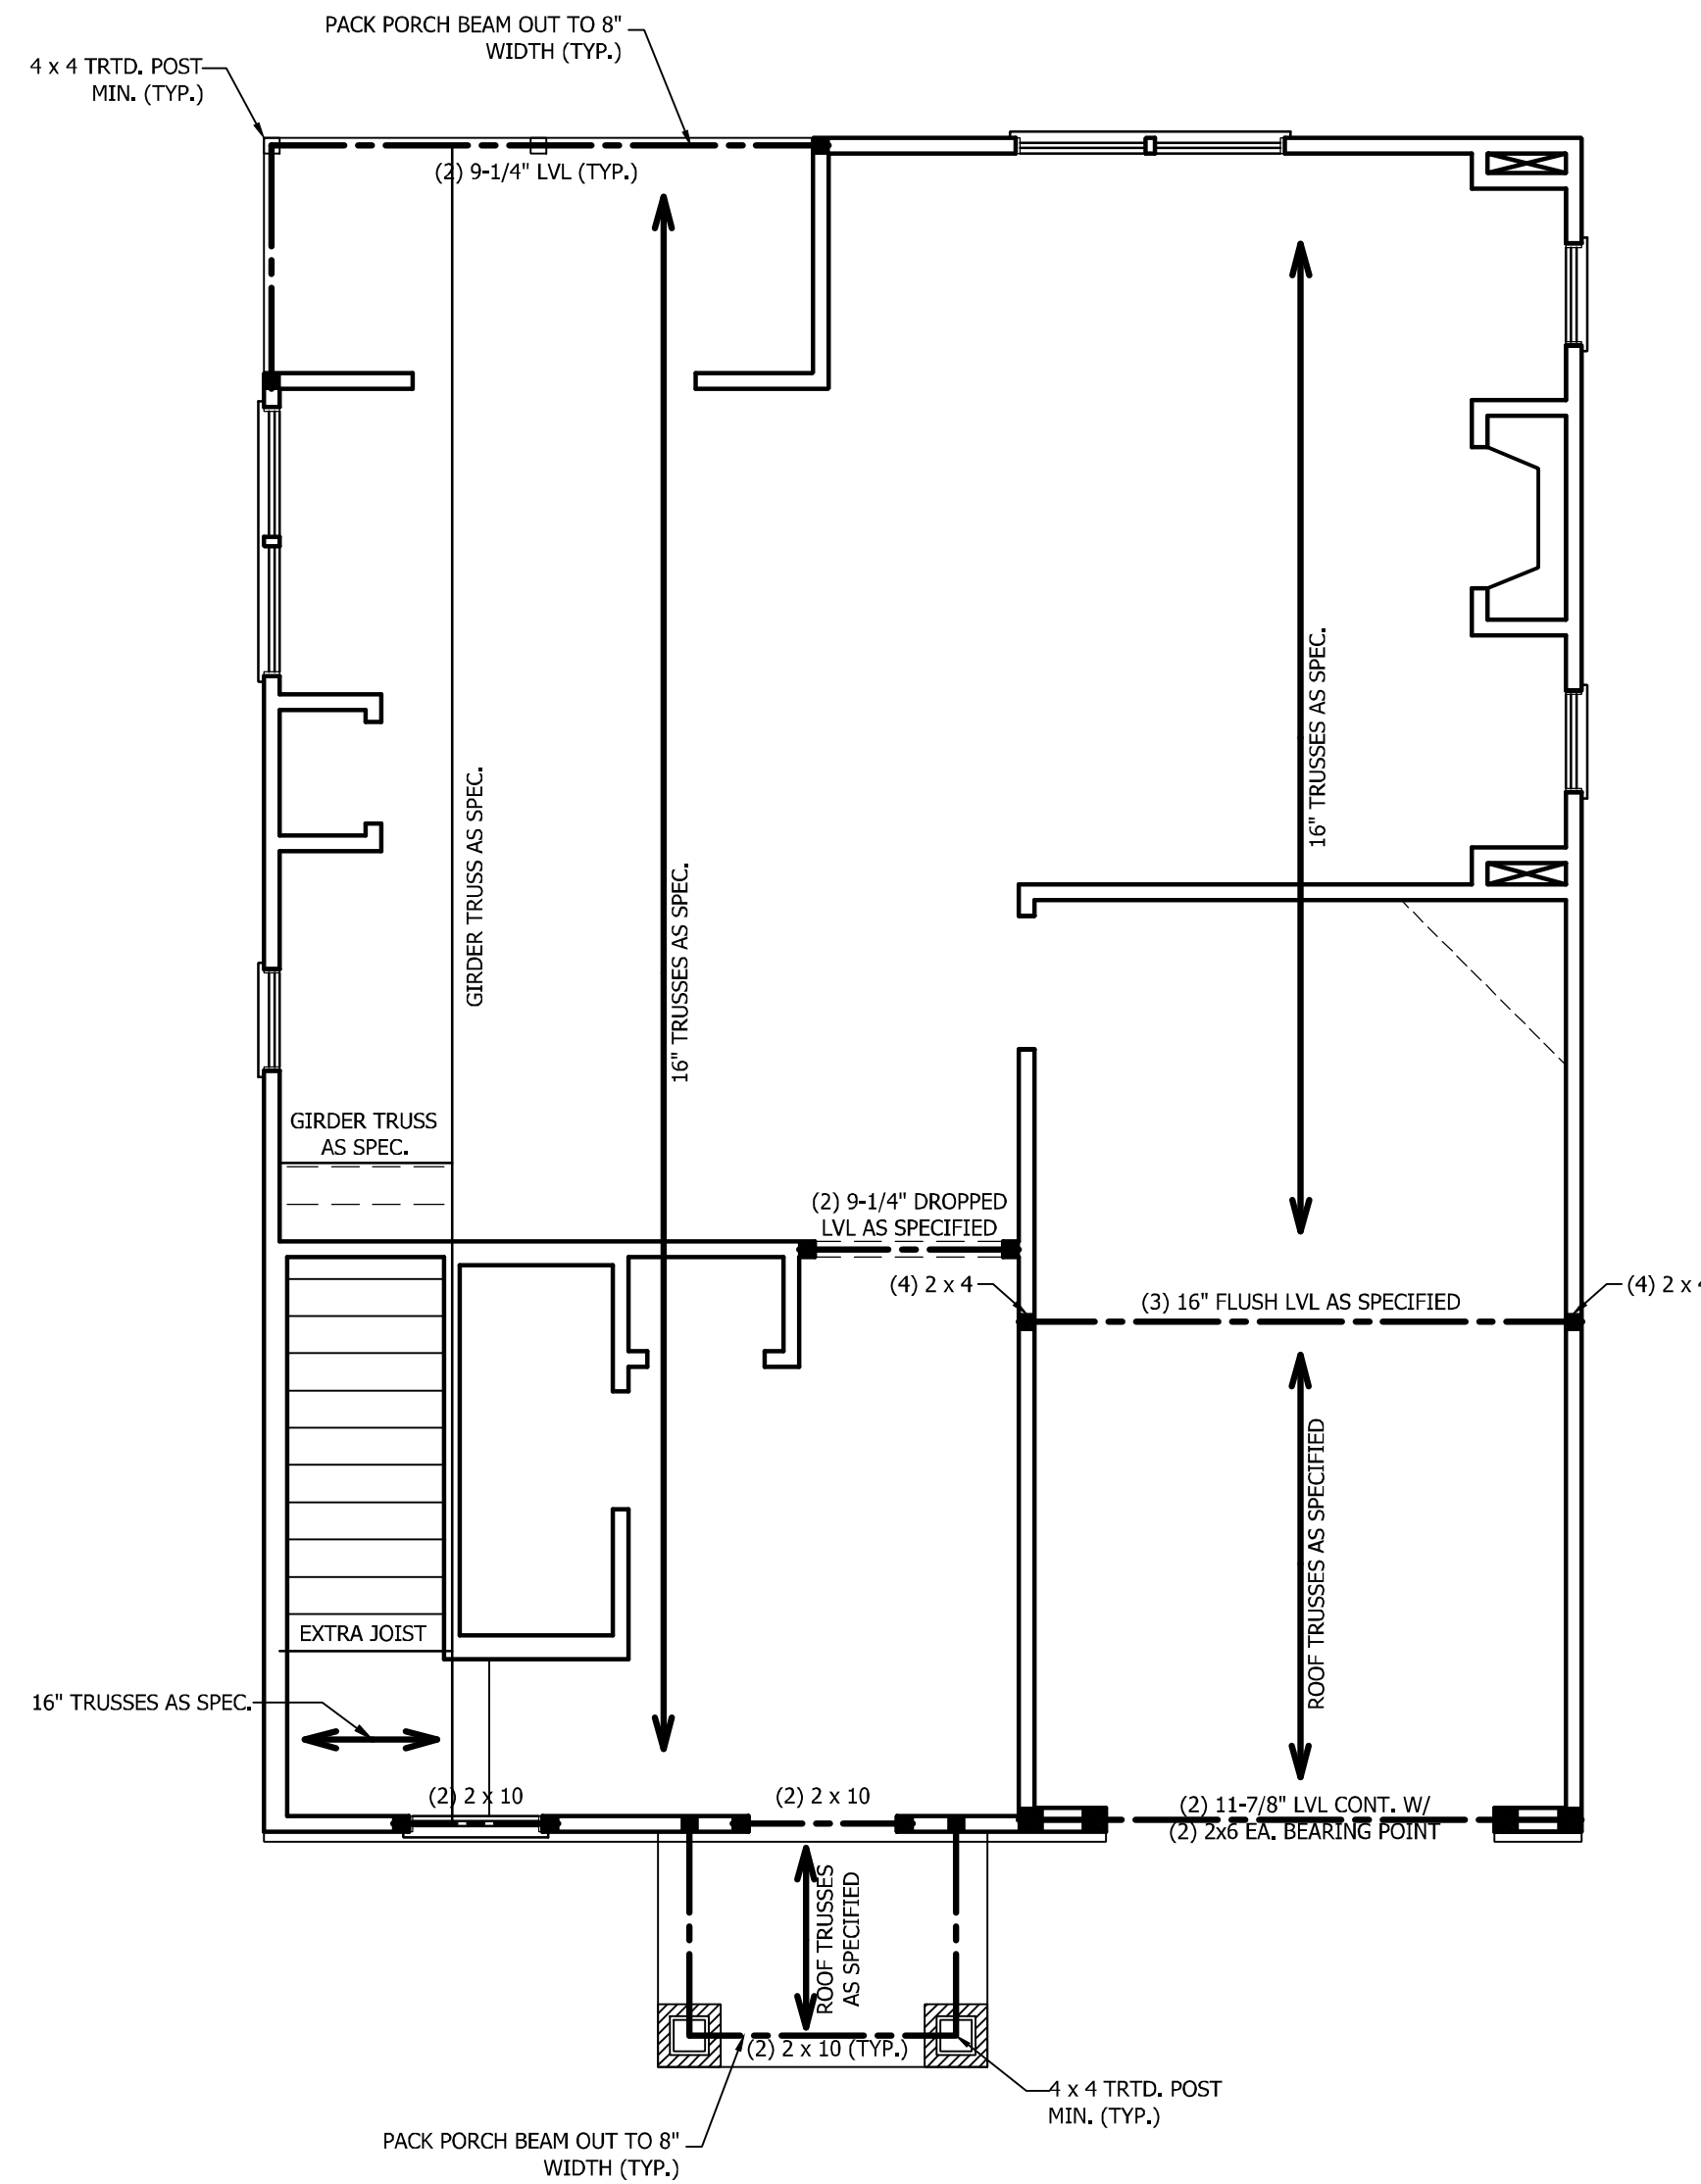 PACK PORCH BEAM OUT TO 8"
WIDTH (TYP.)
4 x 4 TRTD. POST
MIN. (TYP.)
(2) 9-1/4" LVL (TYP.)
16" TRUSSES AS SPEC.
GIRDER TRUSS AS SPEC.
16" TRUSSES AS SPEC.
GIRDER TRUSS
AS SPEC.
(2) 9-1/4" DROPPED
LVL AS SPECIFIED
(4) 2 x 4
(3) 16" FLUSH LVL AS SPECIFIED
(4) 2 x 4
ROOF TRUSSES AS SPECIFIED
EXTRA JOIST
16" TRUSSES AS SPEC.
(2) 2 x 10
(2) 2 x 10
(2) 11-7/8" LVL CONT. W/
(2) 2x6 EA. BEARING POINT
ROOF TRUSSES
AS SPECIFIED
(2) 2 x 10 (TYP.)
4 x 4 TRTD. POST
MIN. (TYP.)
PACK PORCH BEAM OUT TO 8"
WIDTH (TYP.)